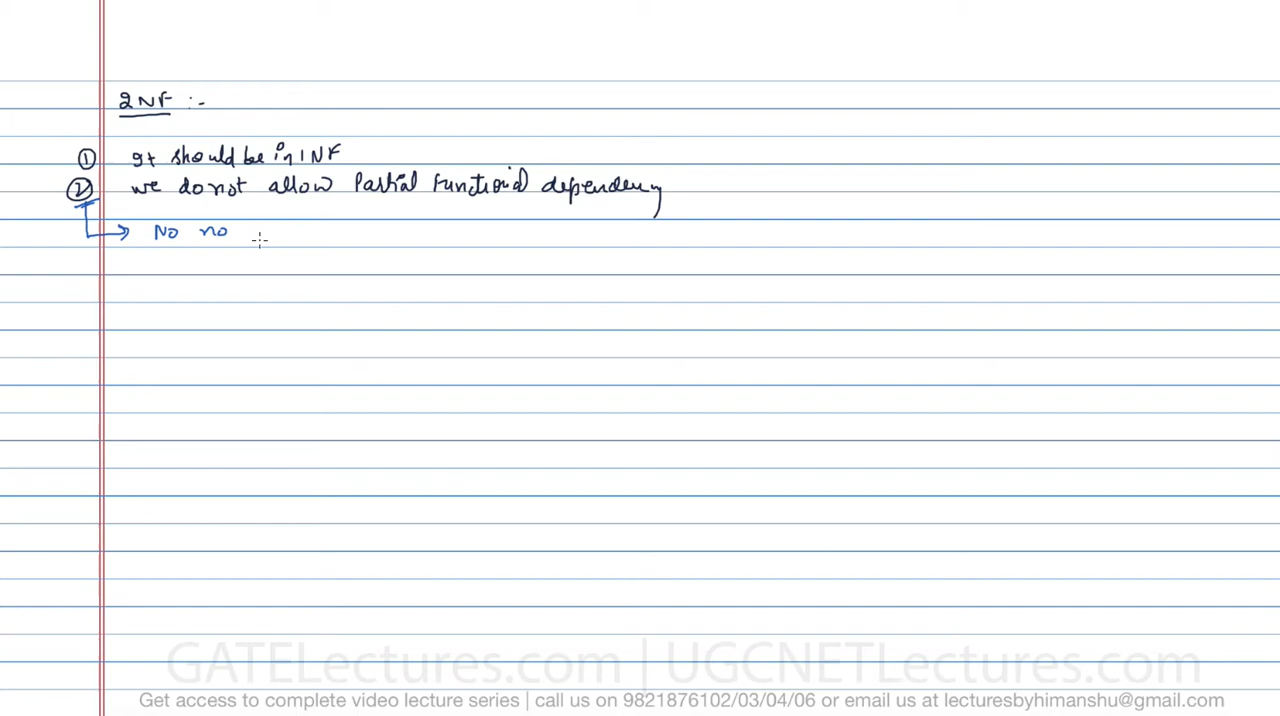 2NF :-
① It should be in 1NF
② we do not allow Partial Functional dependency
No no
GATELectures.com | UGCNETLectures.com
Get access to complete video lecture series | call us on 9821876102/03/04/06 or email us at lecturesbyhimanshu@gmail.com